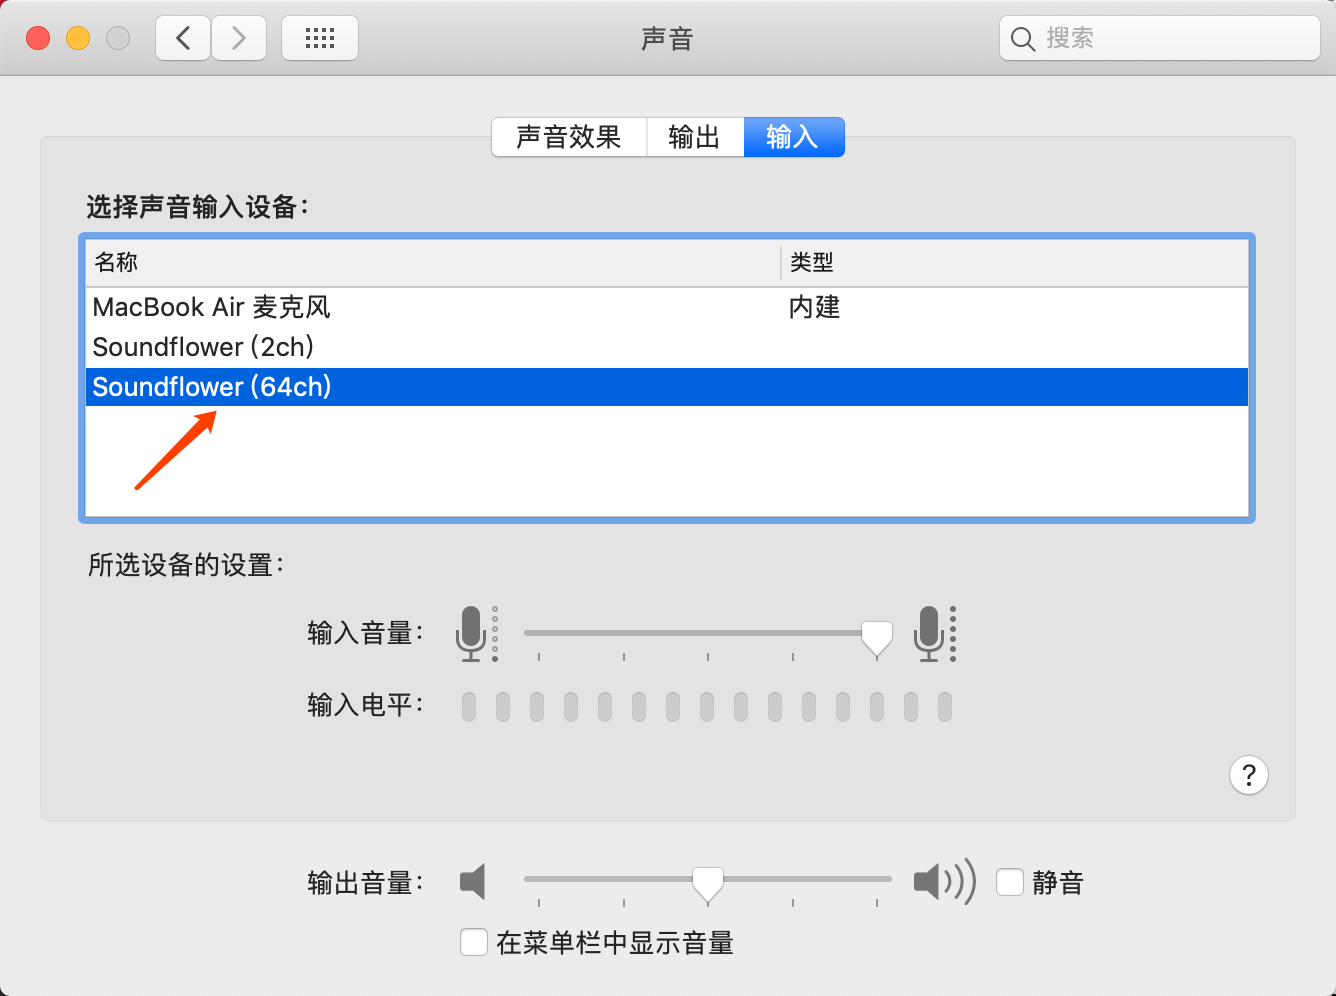 声音
搜索
声音效果 输出 输入
选择声音输入设备：
名称 类型
MacBook Air 麦克风 内建
Soundflower (2ch)
Soundflower (64ch)
所选设备的设置：
输入音量：
输入电平：
?
输出音量： 静音
在菜单栏中显示音量